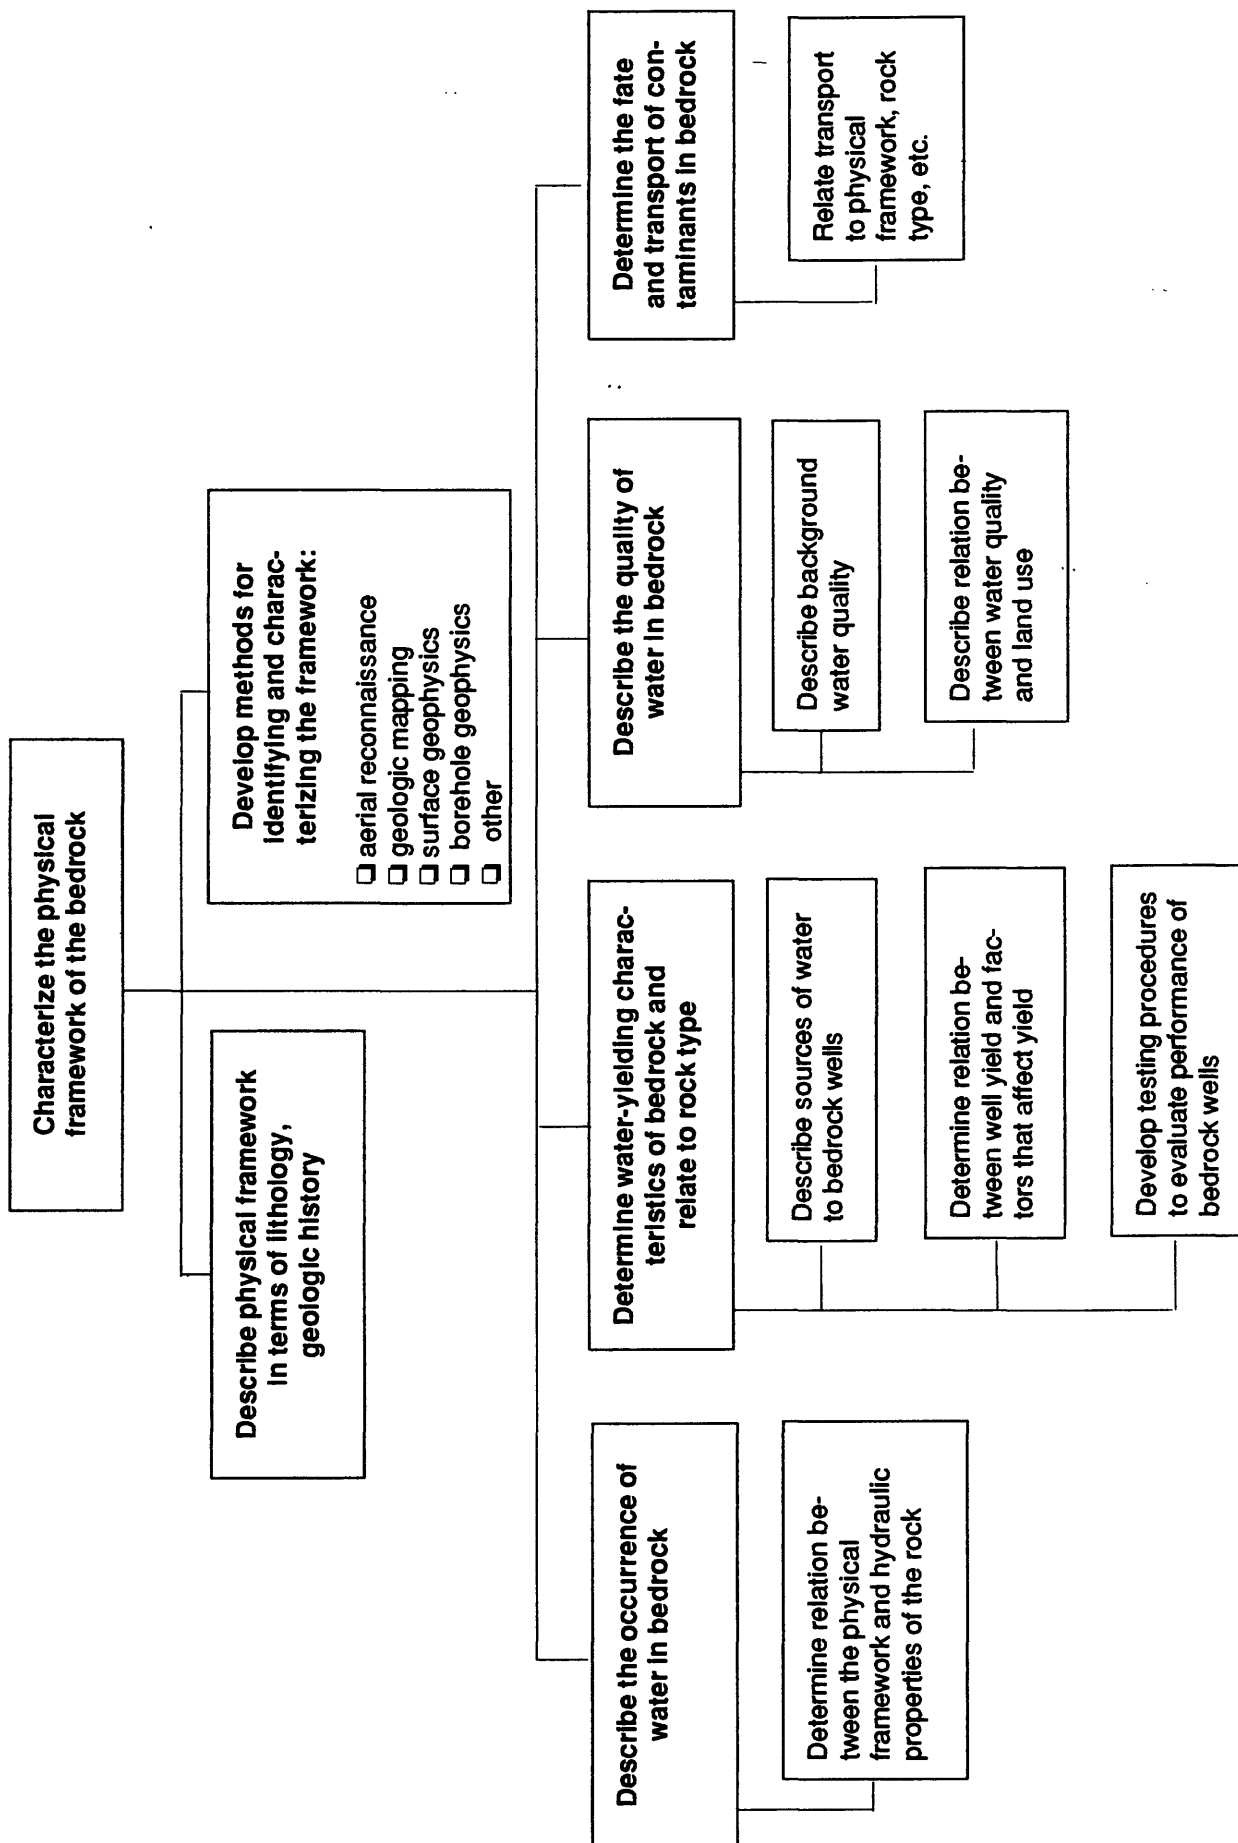 Characterize the physical
framework of the bedrock
Describe physical framework
in terms of lithology,
geologic history
Develop methods for
identifying and charac-
terizing the framework:
❑ aerial reconnaissance
❑ geologic mapping
❑ surface geophysics
❑ borehole geophysics
❑ other
Describe the occurrence of
water in bedrock
Determine relation be-
tween the physical
framework and hydraulic
properties of the rock
Determine water-yielding charac-
teristics of bedrock and
relate to rock type
Describe sources of water
to bedrock wells
Determine relation be-
tween well yield and fac-
tors that affect yield
Develop testing procedures
to evaluate performance of
bedrock wells
Describe the quality of
water in bedrock
Describe background
water quality
Describe relation be-
tween water quality
and land use
Determine the fate
and transport of con-
taminants in bedrock
Relate transport
to physical
framework, rock
type, etc.